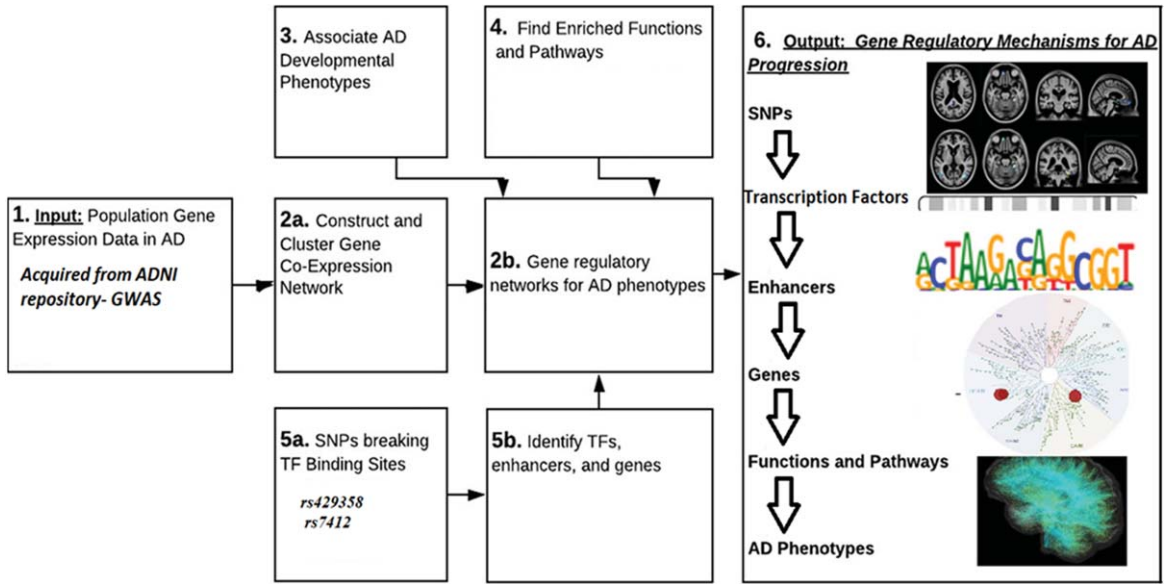 1. Input: Population Gene
Expression Data in AD
Acquired from ADNI
repository- GWAS
2a. Construct and
Cluster Gene
Co-Expression
Network
3. Associate AD
Developmental
Phenotypes
4. Find Enriched Functions
and Pathways
2b. Gene regulatory
networks for AD phenotypes
5a. SNPs breaking
TF Binding Sites
rs429358
rs7412
5b. Identify TFs,
enhancers, and genes
6. Output: Gene Regulatory Mechanisms for AD
Progression
SNPs
Transcription Factors
Enhancers
Genes
Functions and Pathways
AD Phenotypes